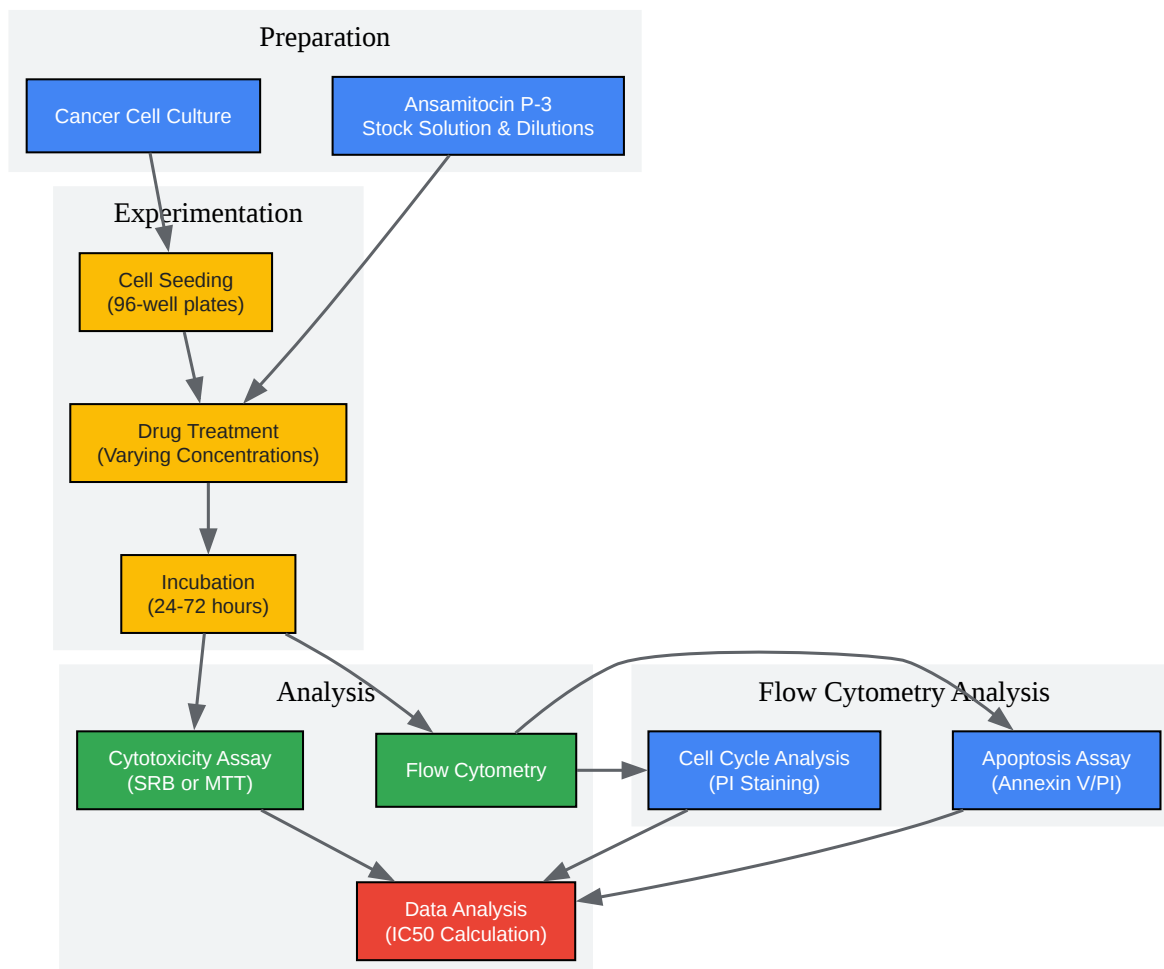 Preparation
Cancer Cell Culture
Ansamitocin P-3
Stock Solution & Dilutions
Experimentation
Cell Seeding
(96-well plates)
Drug Treatment
(Varying Concentrations)
Incubation
(24-72 hours)
Analysis
Flow Cytometry Analysis
Cytotoxicity Assay
(SRB or MTT)
Flow Cytometry
Cell Cycle Analysis
(PI Staining)
Apoptosis Assay
(Annexin V/PI)
Data Analysis
(IC50 Calculation)